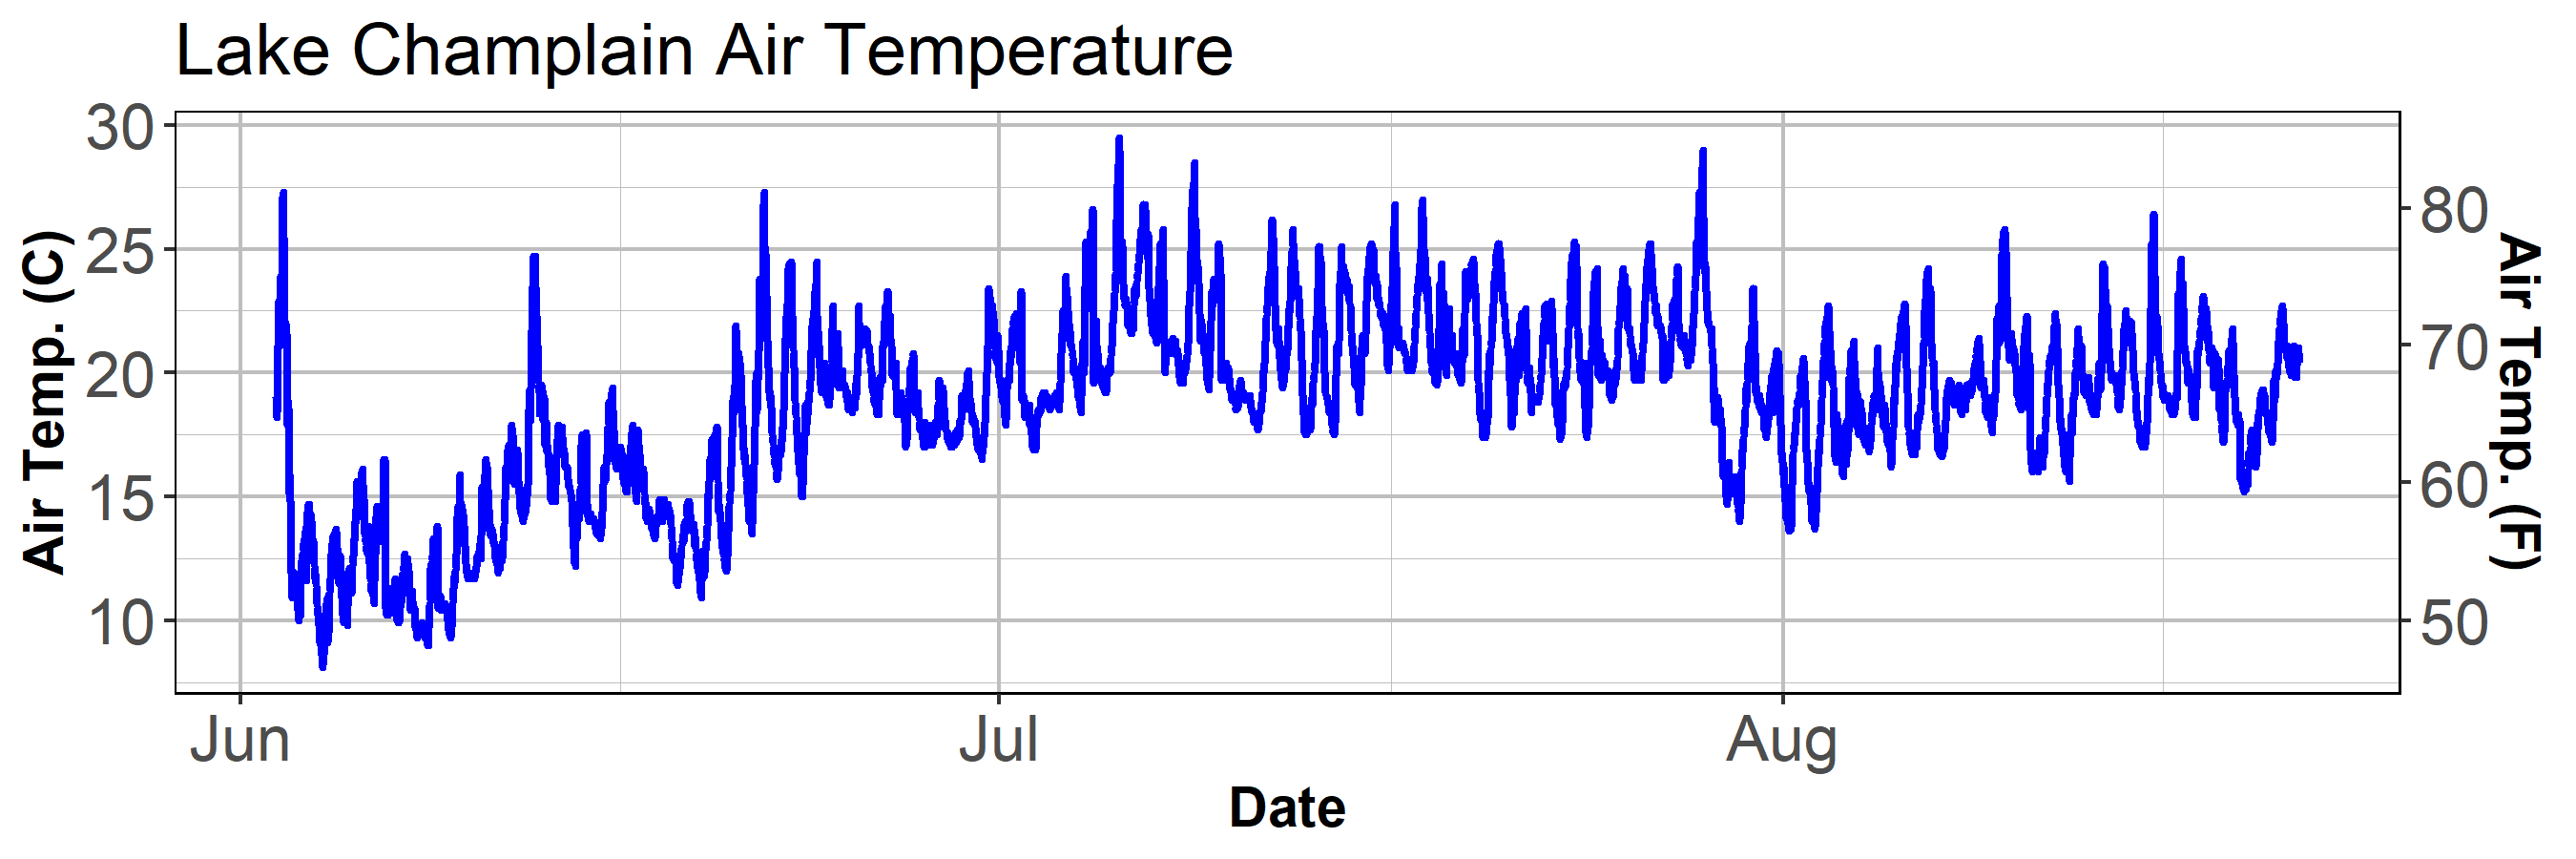 Lake Champlain Air Temperature
Air Temp. (C)
30
25
20
15
10
80
70
60
50
Air Temp. (F)
Jun
Jul
Aug
Date